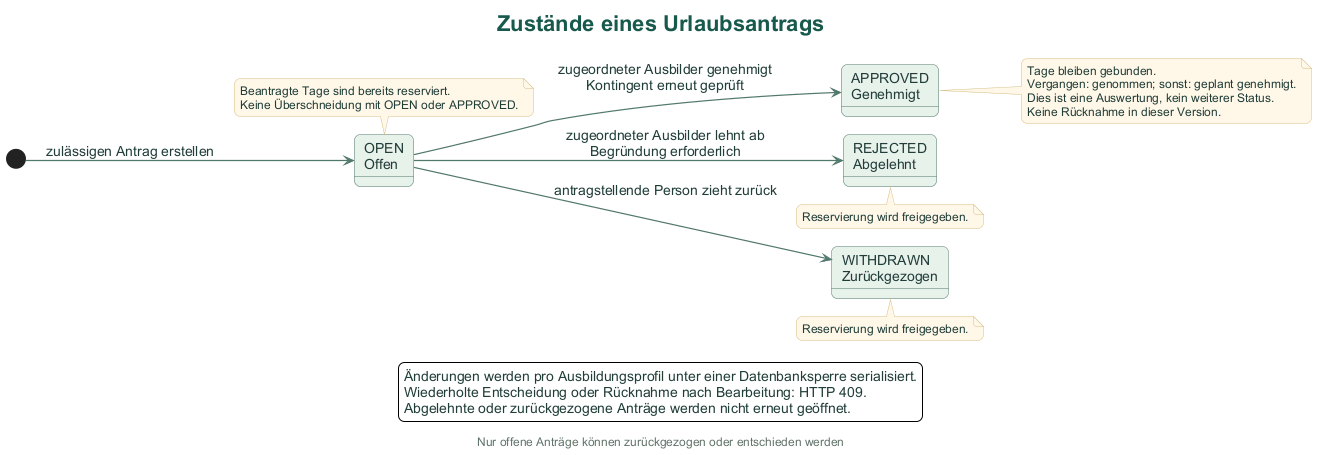 Zustände eines Urlaubsantrags
zugeordneter Ausbilder genehmigt
Kontingent erneut geprüft
APPROVED
Genehmigt
Tage bleiben gebunden.
Vergangen: genommen; sonst: geplant genehmigt.
Dies ist eine Auswertung, kein weiterer Status.
Keine Rücknahme in dieser Version.
Beantragte Tage sind bereits reserviert.
Keine Überschneidung mit OPEN oder APPROVED.
zulässigen Antrag erstellen
OPEN
Offen
zugeordneter Ausbilder lehnt ab
Begründung erforderlich
REJECTED
Abgelehnt
antragstellende Person zieht zurück
Reservierung wird freigegeben.
WITHDRAWN
Zurückgezogen
Reservierung wird freigegeben.
Änderungen werden pro Ausbildungsprofil unter einer Datenbanksperre serialisiert.
Wiederholte Entscheidung oder Rücknahme nach Bearbeitung: HTTP 409.
Abgelehnte oder zurückgezogene Anträge werden nicht erneut geöffnet.
Nur offene Anträge können zurückgezogen oder entschieden werden